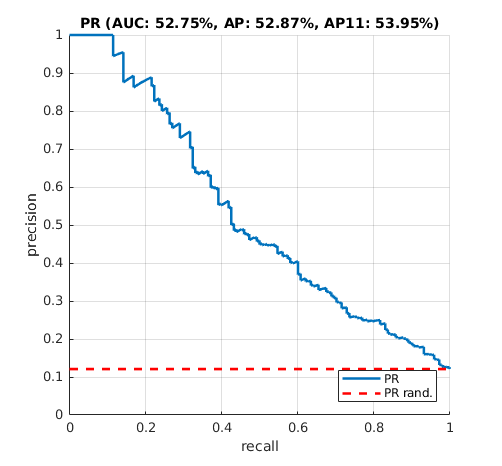 PR (AUC: 52.75%, AP: 52.87%, AP11: 53.95%)
precision
1
0.9
0.8
0.7
0.6
0.5
0.4
0.3
0.2
0.1
0
PR
PR rand.
0 0.2 0.4 0.6 0.8 1
recall